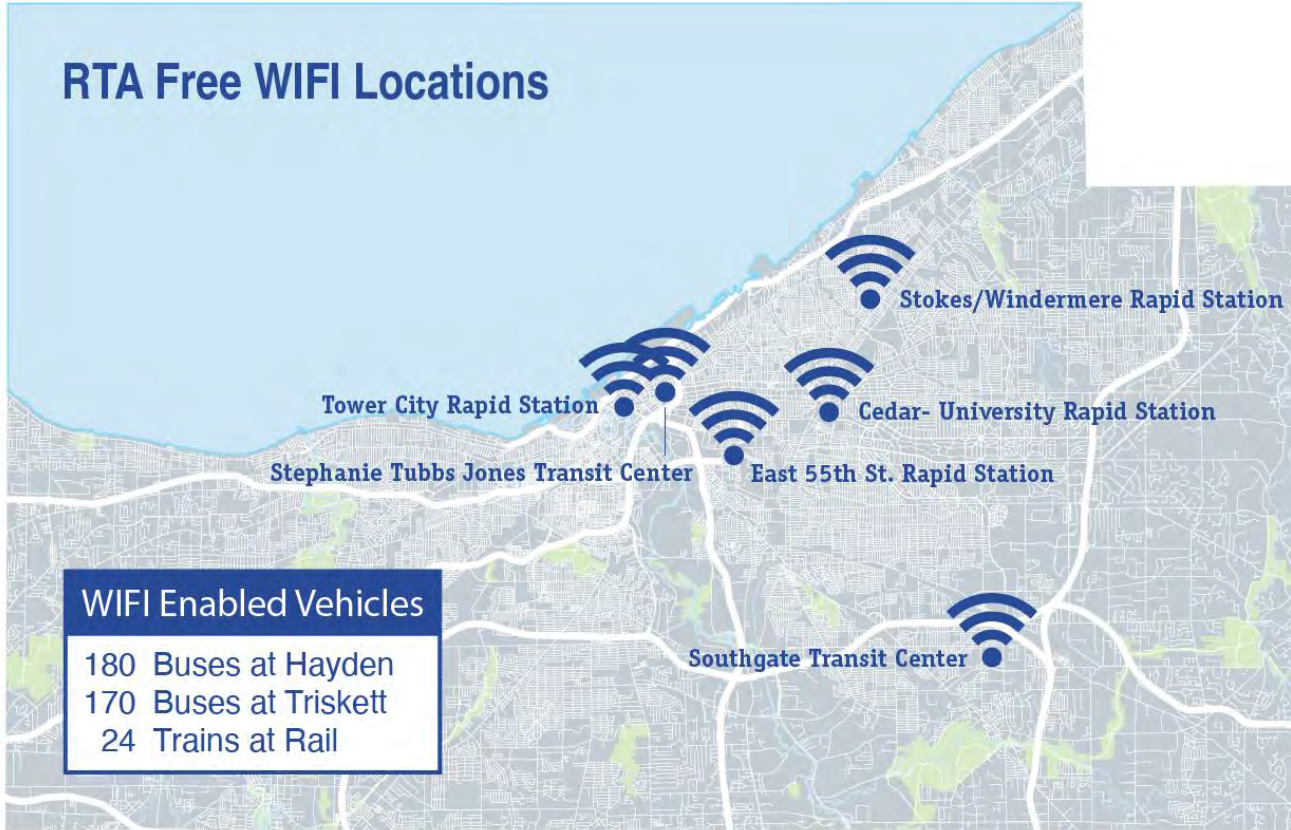 RTA Free WIFI Locations
Stokes/Windermere Rapid Station
Tower City Rapid Station
Cedar- University Rapid Station
Stephanie Tubbs Jones Transit Center
East 55th St. Rapid Station
Southgate Transit Center
WIFI Enabled Vehicles
180 Buses at Hayden
170 Buses at Triskett
24 Trains at Rail